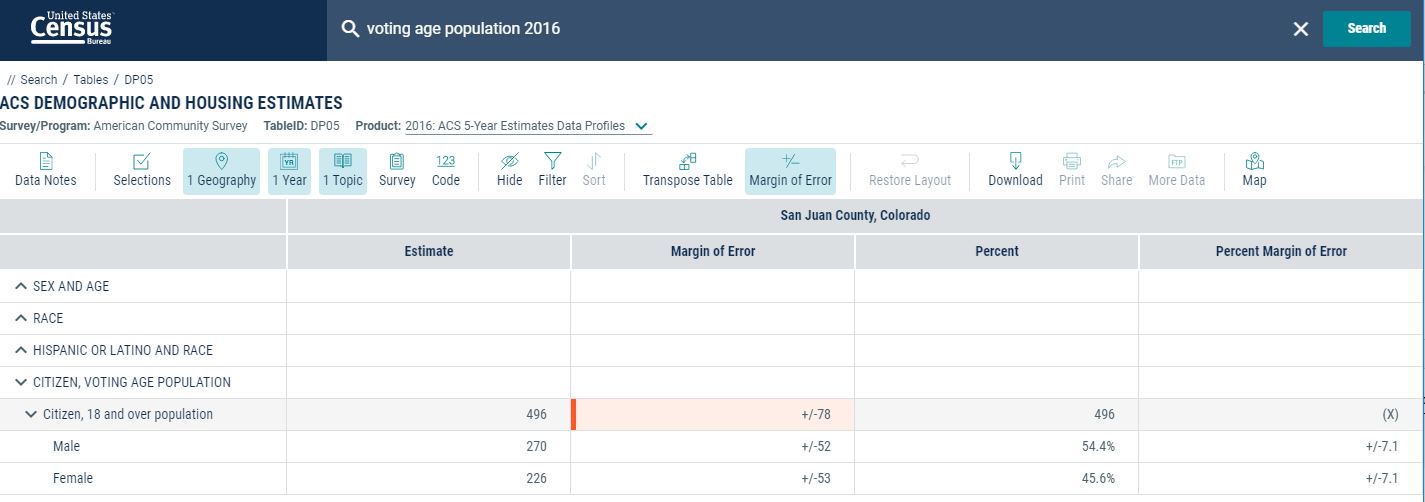 United States
Census
Bureau
voting age population 2016
Search
// Search / Tables / DP05
ACS DEMOGRAPHIC AND HOUSING ESTIMATES
Survey/Program: American Community Survey TableID: DP05 Product: 2016: ACS 5-Year Estimates Data Profiles
YR 123 +/- FTP
Data Notes Selections 1 Geography 1 Year 1 Topic Survey Code Hide Filter Sort Transpose Table Margin of Error Restore Layout Download Print Share More Data Map
San Juan County, Colorado
Estimate Margin of Error Percent Percent Margin of Error
SEX AND AGE
RACE
HISPANIC OR LATINO AND RACE
CITIZEN, VOTING AGE POPULATION
Citizen, 18 and over population 496 +/-78 496 (X)
Male 270 +/-52 54.4% +/-7.1
Female 226 +/-53 45.6% +/-7.1